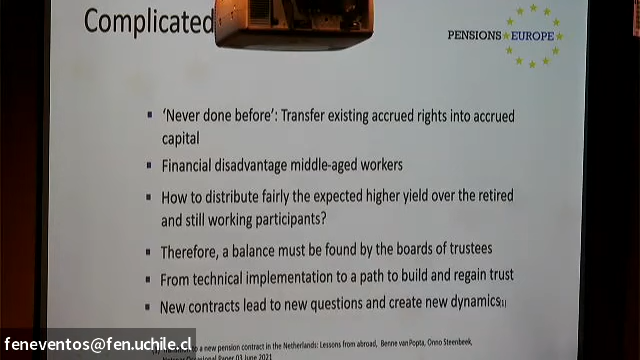 Complicated
PENSIONS EUROPE
▪ 'Never done before': Transfer existing accrued rights into accrued
capital
▪ Financial disadvantage middle-aged workers
▪ How to distribute fairly the expected higher yield over the retired
and still working participants?
▪ Therefore, a balance must be found by the boards of trustees
▪ From technical implementation to a path to build and regain trust
▪ New contracts lead to new questions and create new dynamics
to a new pension contract in the Netherlands: Lessons from abroad, Benne van Popta, Onno Steenbeek,
feneventos@fen.uchile.cl
Occasional Paper 03 June 2021